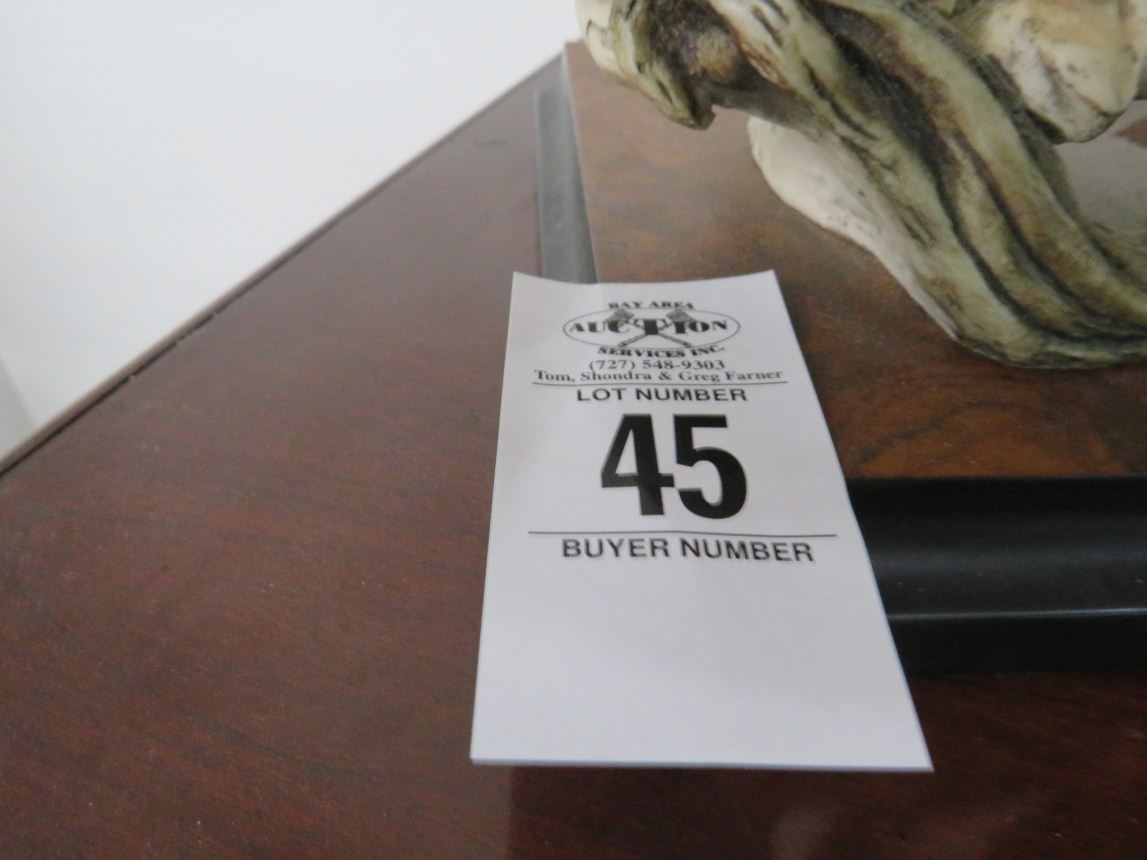 BAY AREA
AUCTION
SERVICES INC.
(727) 548-9303
Tom, Shondra & Greg Farner
LOT NUMBER
45
BUYER NUMBER